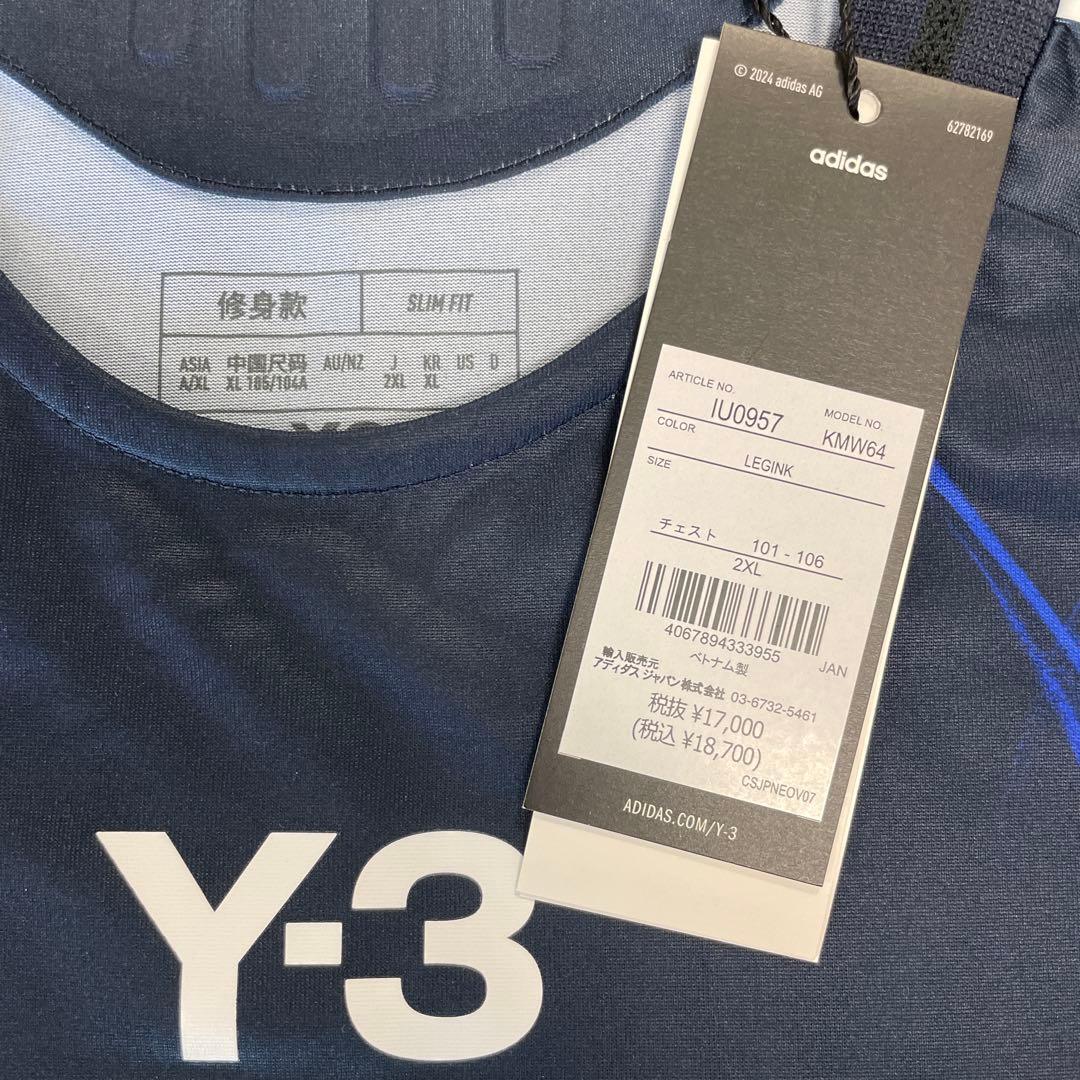 修身款 SLIM FIT
ASIA 中国尺码 AU/NZ J KR US D
A/XL XL 185/104A 2XL XL
© 2024 adidas AG
62782169
adidas
ARTICLE NO. IU0957 MODEL NO. KMW64
COLOR LEGINK
SIZE
チェスト 101 - 106
2XL
4067894333955 JAN
ベトナム製
輸入販売元
アディダス ジャパン株式会社 03-6732-5461
税抜 ¥17,000
(税込 ¥18,700)
CSJPNEOV07
ADIDAS.COM/Y-3
Y-3